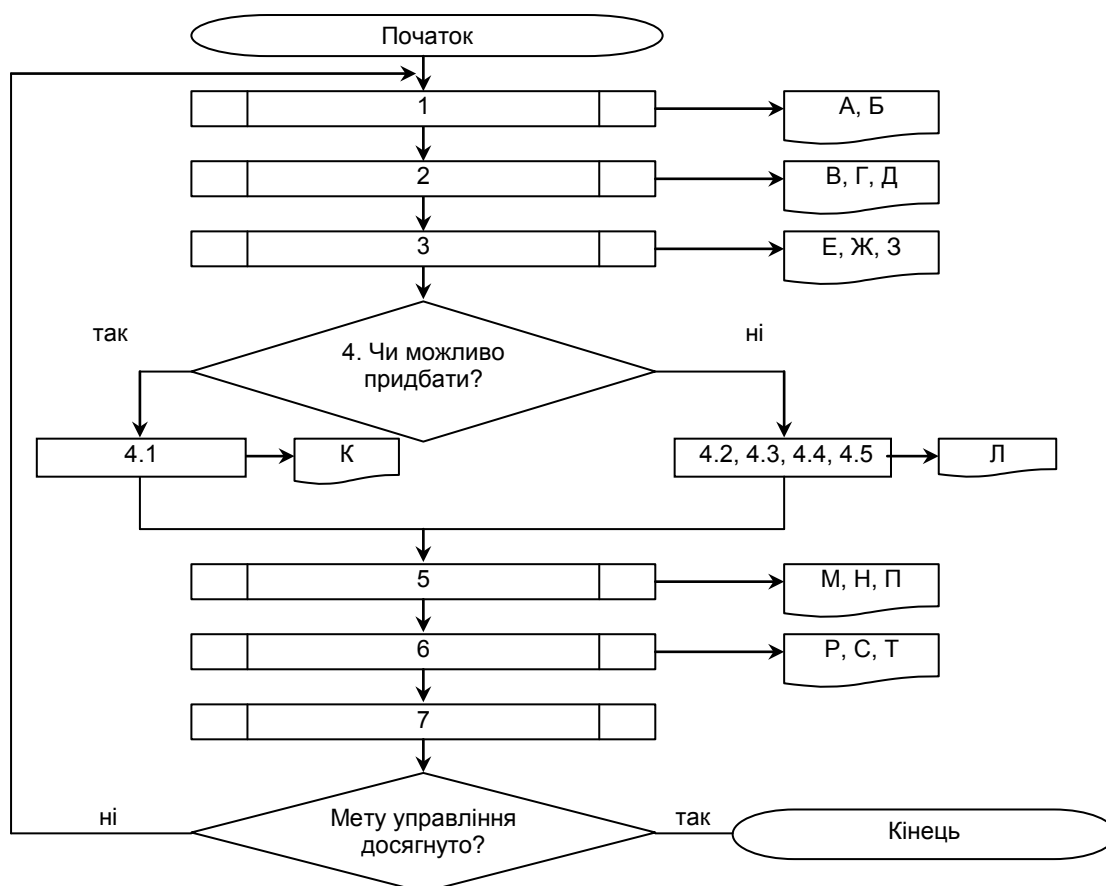 Початок
1
А, Б
2
В, Г, Д
3
Е, Ж, З
так
ні
4. Чи можливо
придбати?
4.1
К
4.2, 4.3, 4.4, 4.5
Л
5
М, Н, П
6
Р, С, Т
7
ні
Мету управління
досягнуто?
так
Кінець